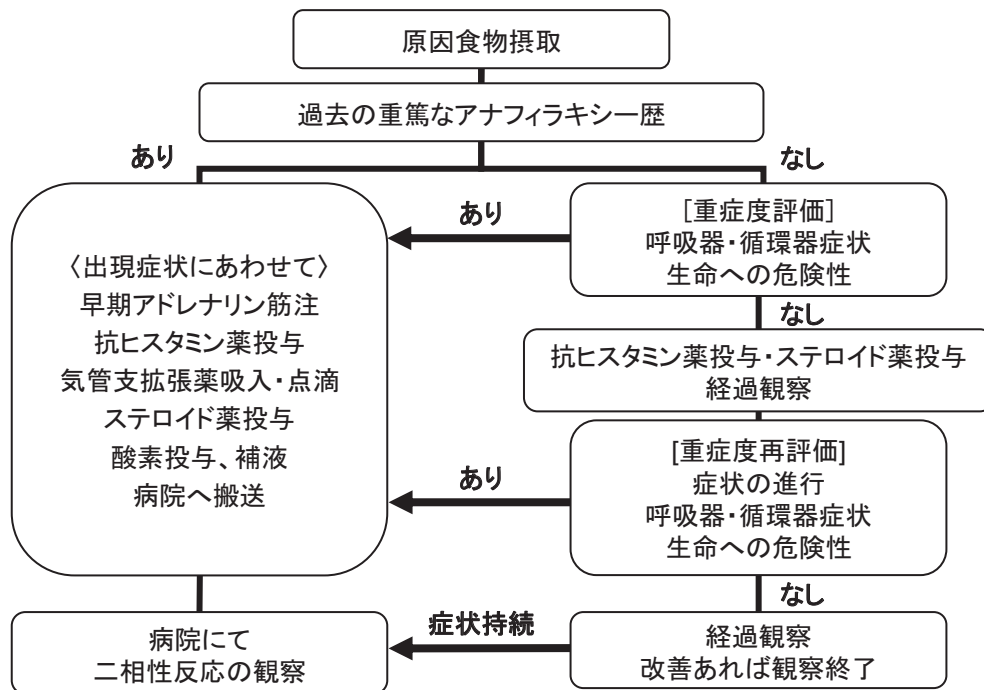 原因食物摂取
過去の重篤なアナフィラキシー歴
あり
なし
〈出現症状にあわせて〉
早期アドレナリン筋注
抗ヒスタミン薬投与
気管支拡張薬吸入・点滴
ステロイド薬投与
酸素投与、補液
病院へ搬送
あり
[重症度評価]
呼吸器・循環器症状
生命への危険性
なし
抗ヒスタミン薬投与・ステロイド薬投与
経過観察
あり
[重症度再評価]
症状の進行
呼吸器・循環器症状
生命への危険性
なし
病院にて
二相性反応の観察
症状持続
経過観察
改善あれば観察終了